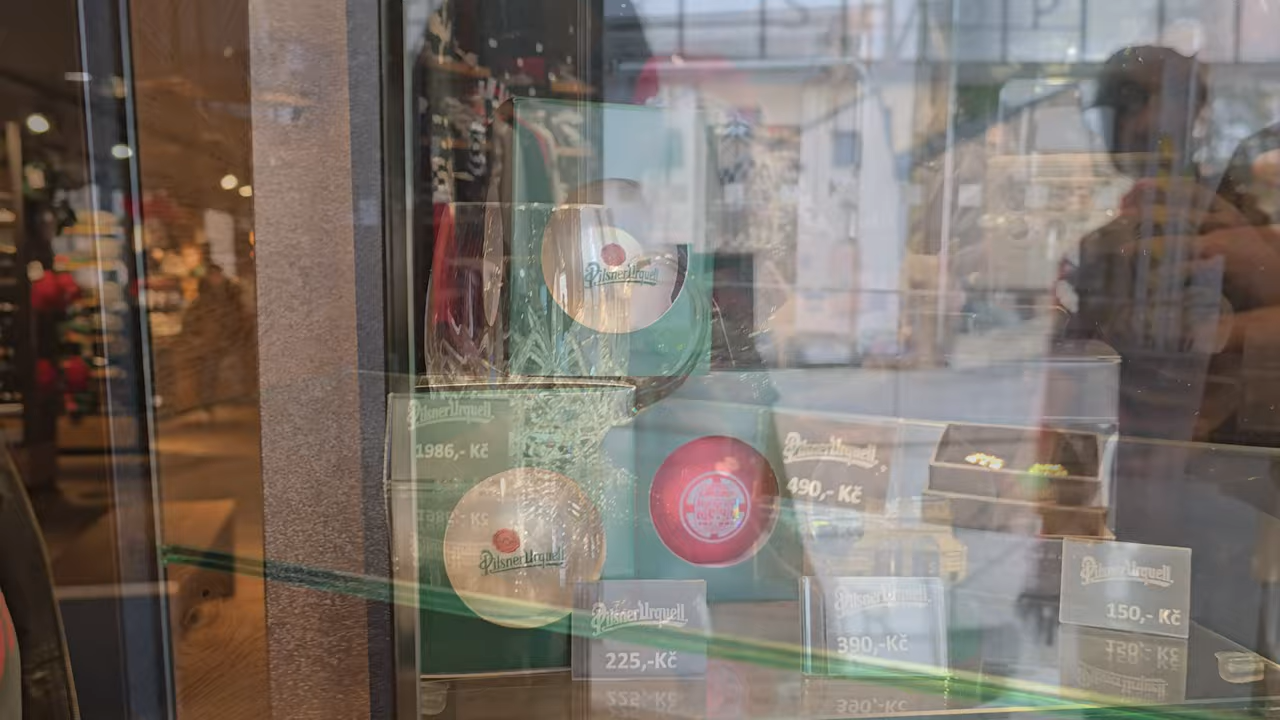 Pilsner Urquell
Pilsner Urquell
1986,- Kč
Pilsner Urquell
490,- Kč
Pilsner Urquell
Pilsner Urquell
225,-Kč
Pilsner Urquell
390,-Kč
Pilsner Urquell
150,- Kč